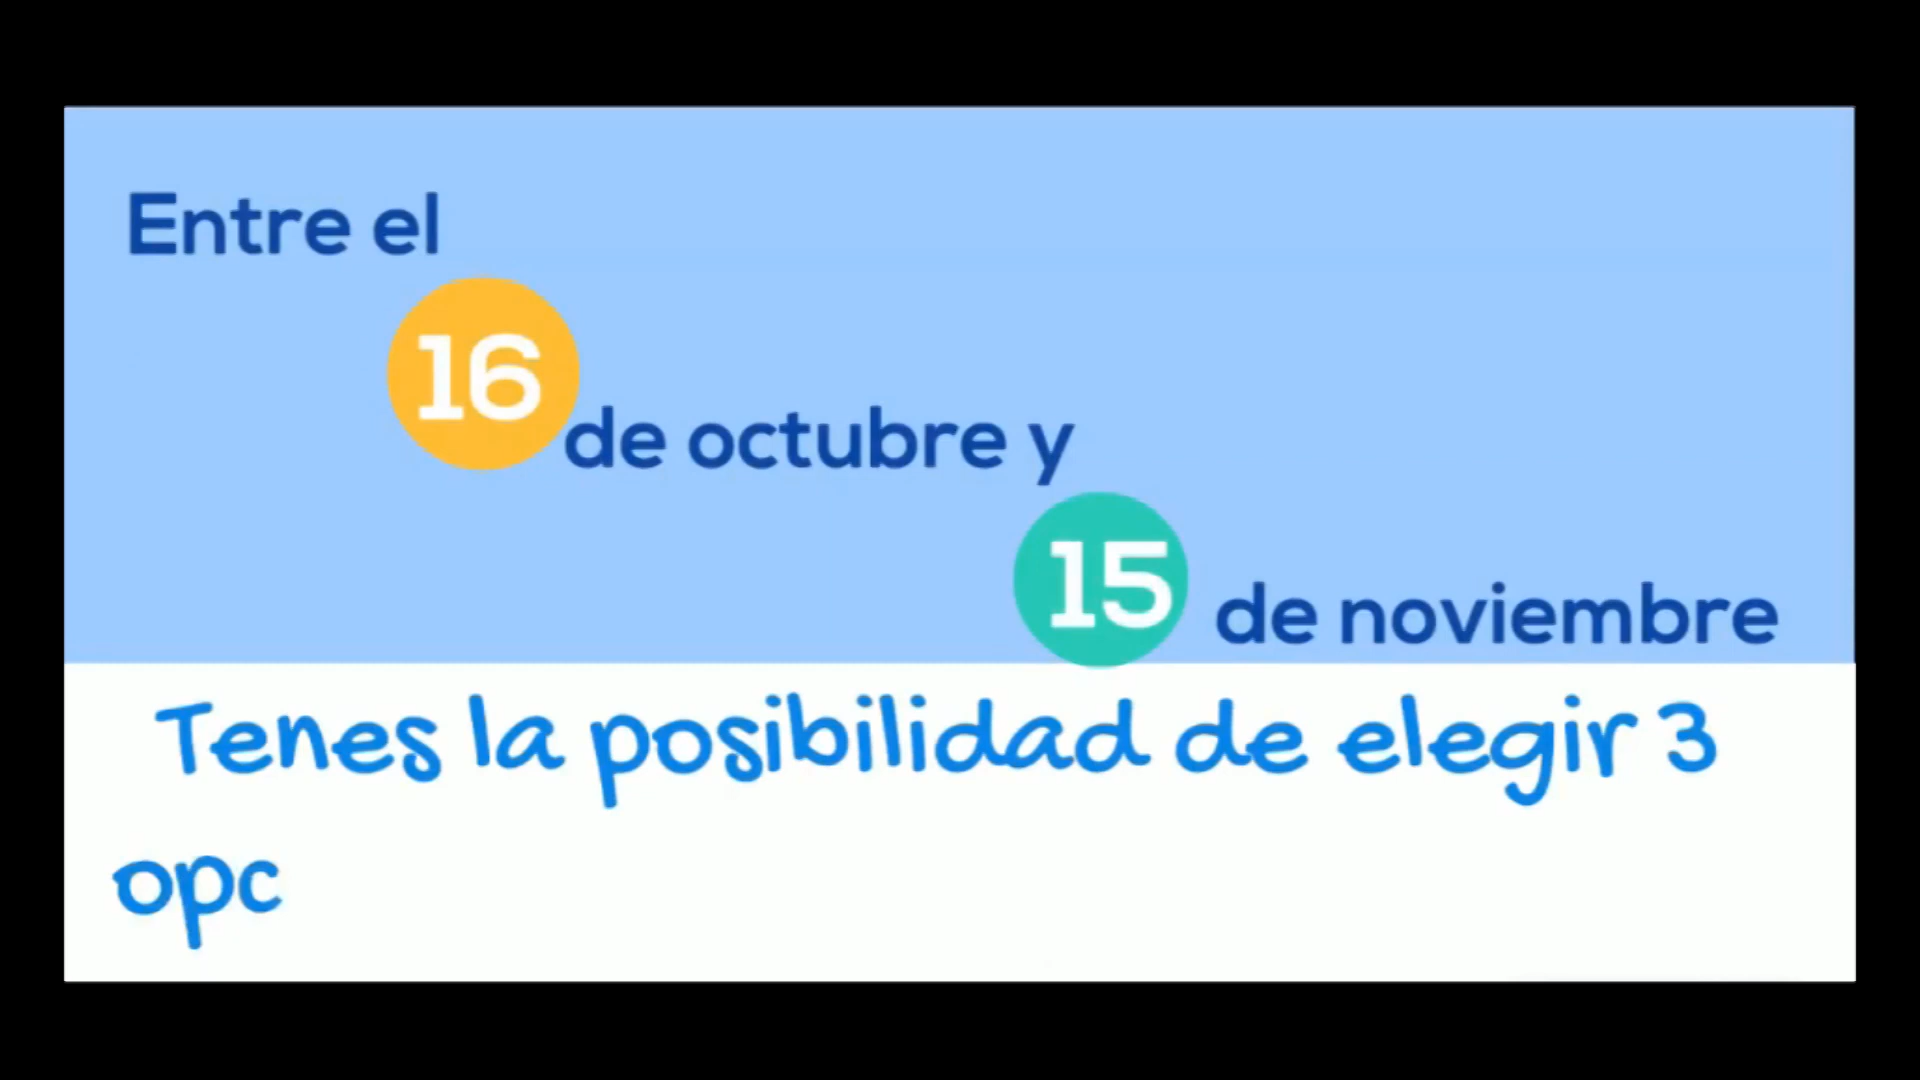 Entre el
16
de octubre y
15
de noviembre
Tenes la posibilidad de elegir 3
opc